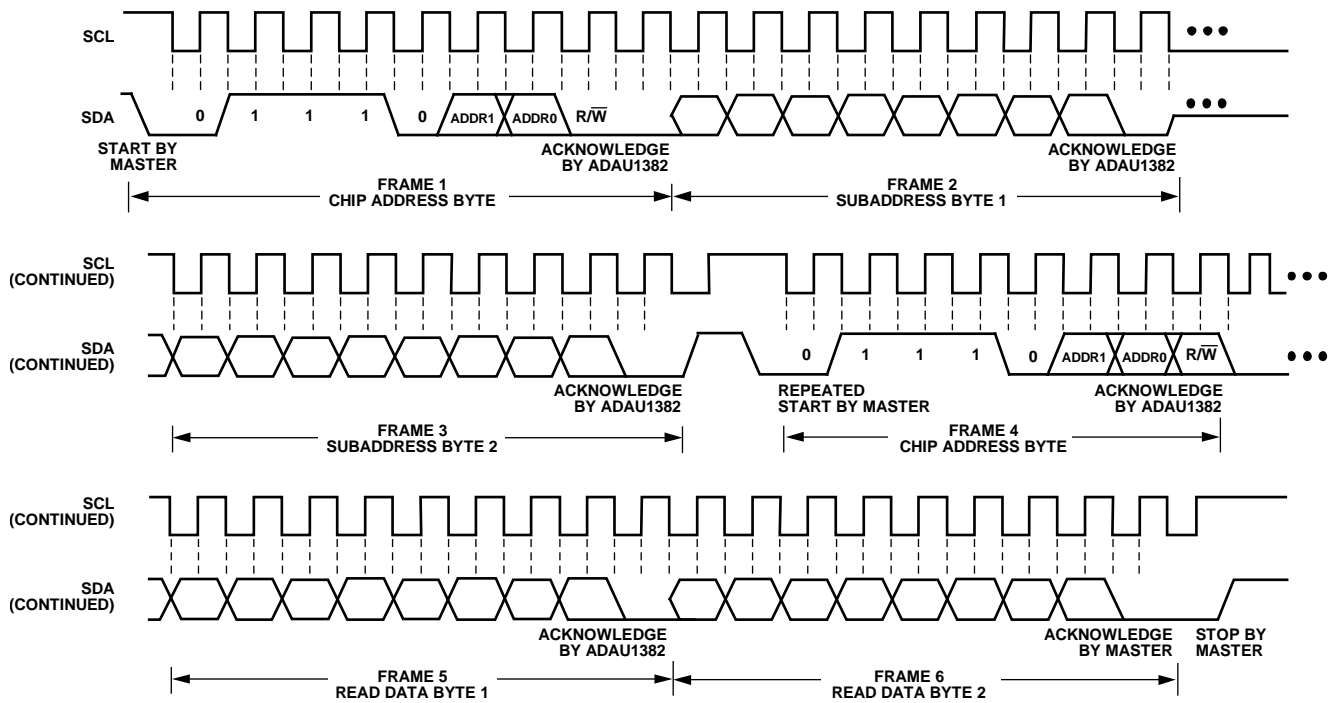 SCL
SDA
0 1 1 1 0 ADDR1 ADDR0 R/W̅
START BY
MASTER
ACKNOWLEDGE
BY ADAU1382
ACKNOWLEDGE
BY ADAU1382
FRAME 1
CHIP ADDRESS BYTE
FRAME 2
SUBADDRESS BYTE 1
SCL
(CONTINUED)
SDA
(CONTINUED)
0 1 1 1 0 ADDR1 ADDR0 R/W̅
ACKNOWLEDGE
BY ADAU1382
REPEATED
START BY MASTER
ACKNOWLEDGE
BY ADAU1382
FRAME 3
SUBADDRESS BYTE 2
FRAME 4
CHIP ADDRESS BYTE
SCL
(CONTINUED)
SDA
(CONTINUED)
ACKNOWLEDGE
BY ADAU1382
ACKNOWLEDGE
BY MASTER
STOP BY
MASTER
FRAME 5
READ DATA BYTE 1
FRAME 6
READ DATA BYTE 2